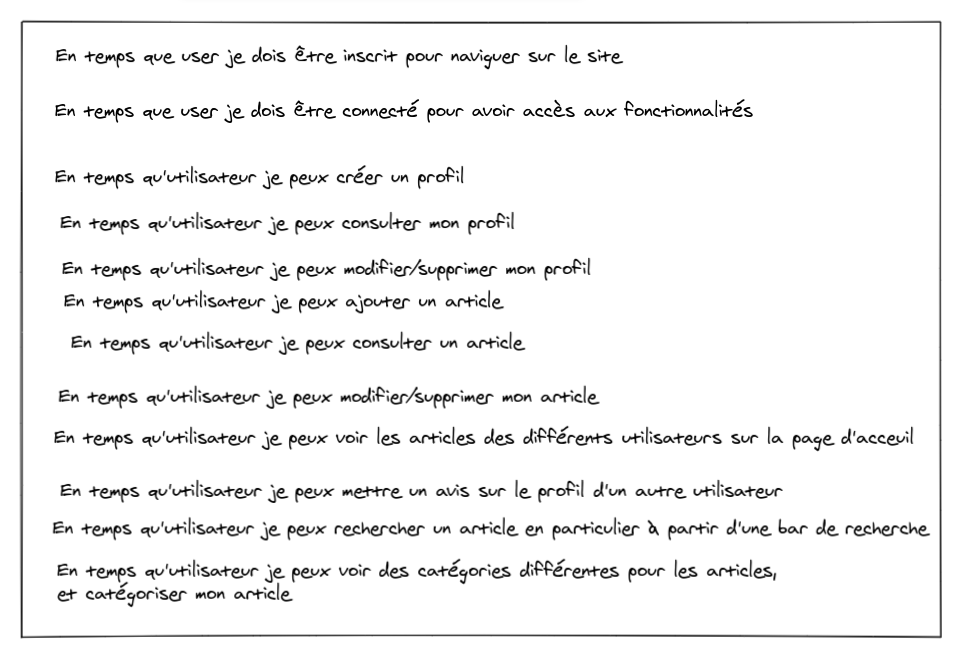 En temps que user je dois être inscrit pour naviguer sur le site
En temps que user je dois être connecté pour avoir accès aux fonctionnalités
En temps qu'utilisateur je peux créer un profil
En temps qu'utilisateur je peux consulter mon profil
En temps qu'utilisateur je peux modifier/supprimer mon profil
En temps qu'utilisateur je peux ajouter un article
En temps qu'utilisateur je peux consulter un article
En temps qu'utilisateur je peux modifier/supprimer mon article
En temps qu'utilisateur je peux voir les articles des différents utilisateurs sur la page d'acceuil
En temps qu'utilisateur je peux mettre un avis sur le profil d'un autre utilisateur
En temps qu'utilisateur je peux rechercher un article en particulier à partir d'une bar de recherche
En temps qu'utilisateur je peux voir des catégories différentes pour les articles,
et catégoriser mon article